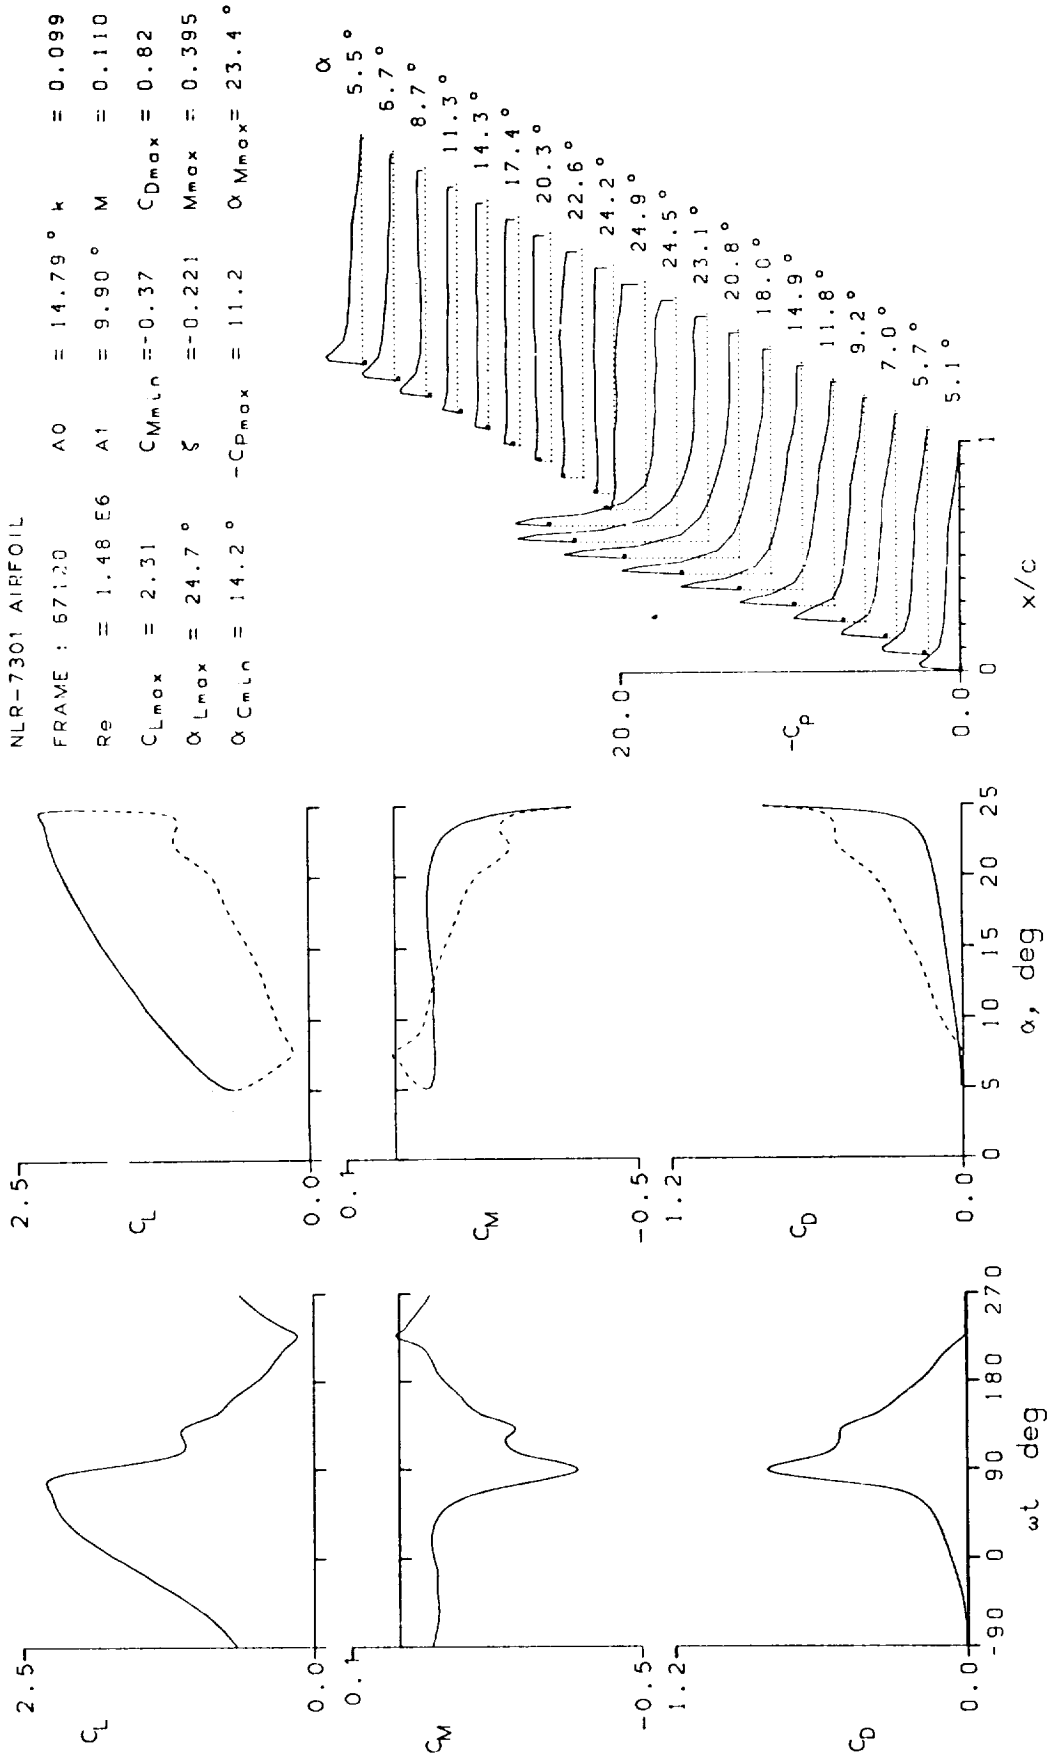 NLR-7301 AIRFOIL
FRAME : 67120 A0 = 14.79° k = 0.099
Re = 1.48 E6 A1 = 9.90° M = 0.110
CLmax = 2.31 CMmin =-0.37 CDmax = 0.82
αLmax = 24.7° ζ =-0.221 Mmax = 0.395
αCmin = 14.2° -CPmax = 11.2 αMmax= 23.4°
2.5
CL
0.0
0.1
CM
-0.5
1.2
CD
0.0
-90 0 90 180 270
ωt deg
2.5
CL
0.0
0.1
CM
-0.5
1.2
CD
0.0
0 5 10 15 20 25
α, deg
α
5.5°
6.7°
8.7°
11.3°
14.3°
17.4°
20.3°
22.6°
24.2°
24.9°
24.5°
23.1°
20.8°
18.0°
14.9°
11.8°
9.2°
7.0°
5.7°
5.1°
20.0
-Cp
0.0
0 1
x/c